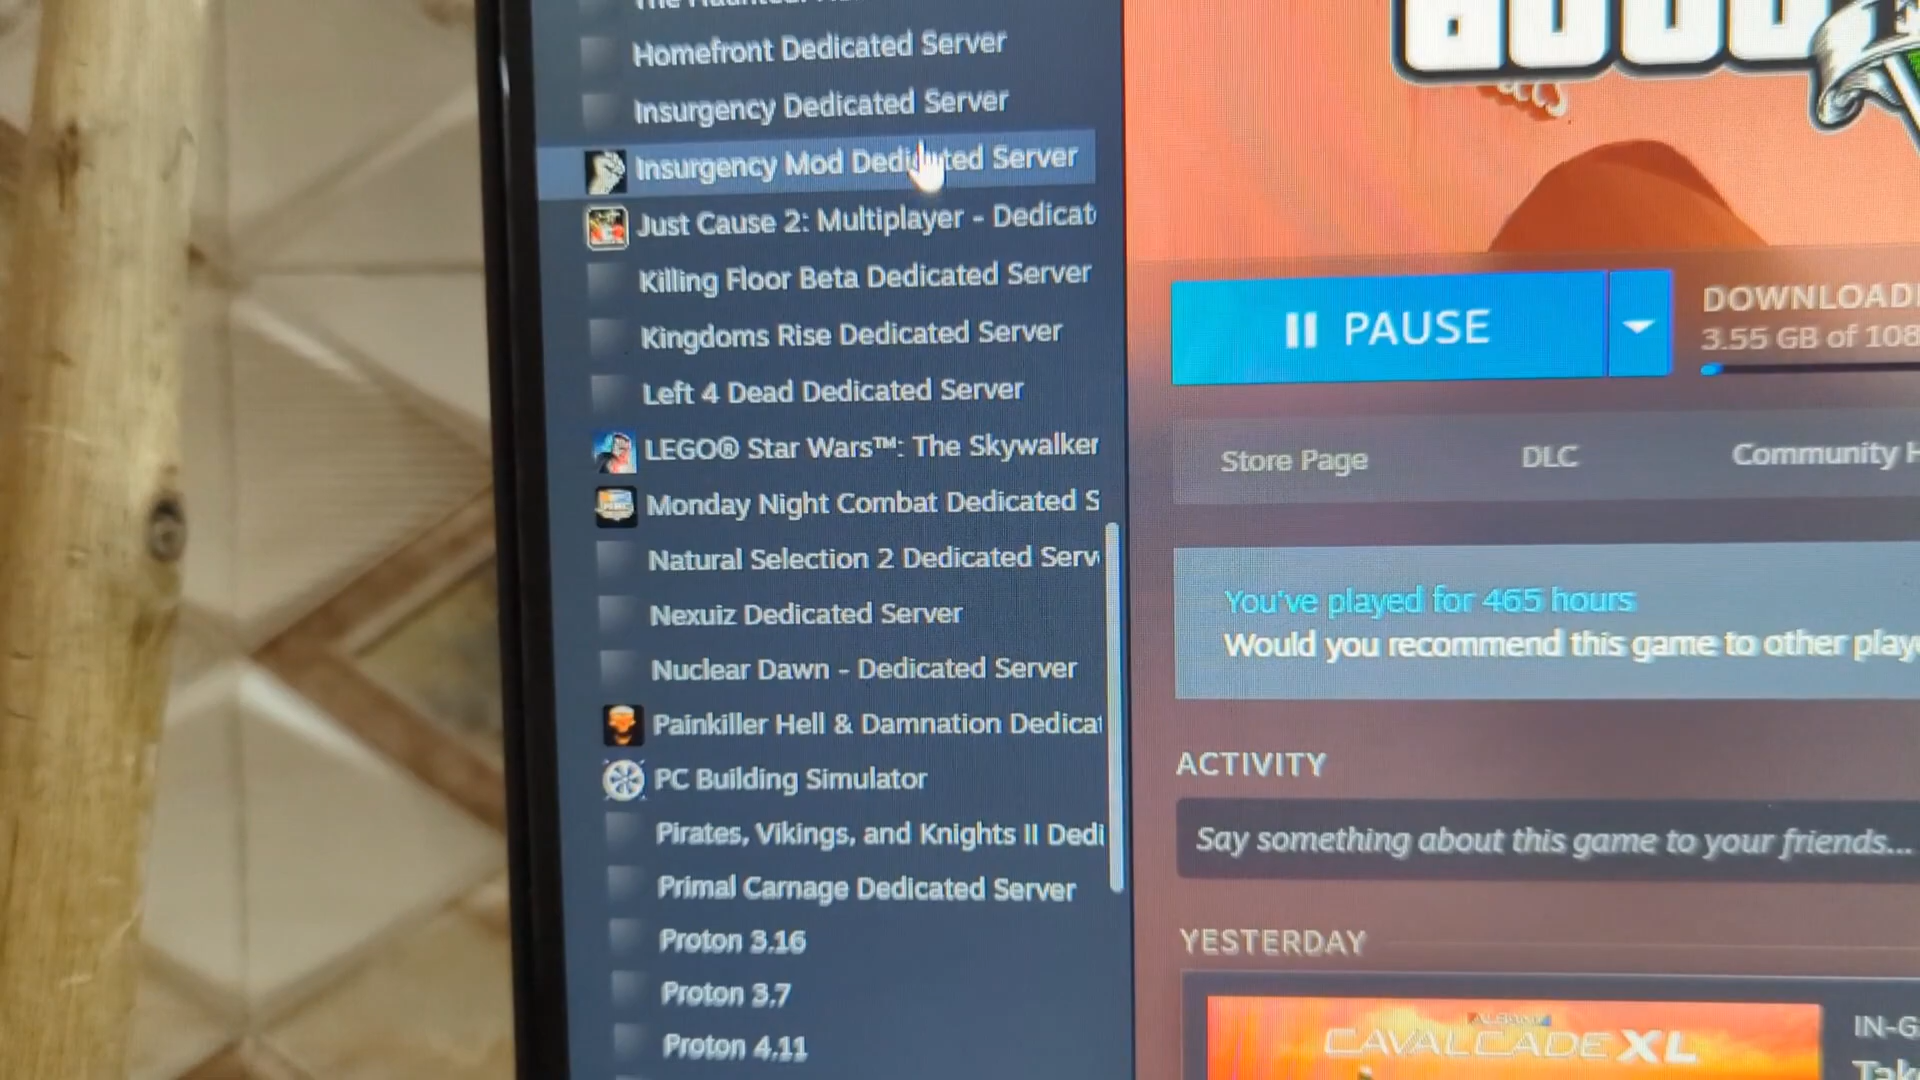 Homefront Dedicated Server
Insurgency Dedicated Server
Insurgency Mod Dedicated Server
Just Cause 2: Multiplayer - Dedicat
Killing Floor Beta Dedicated Server
Kingdoms Rise Dedicated Server
Left 4 Dead Dedicated Server
LEGO® Star Wars™: The Skywalker
Monday Night Combat Dedicated S
Natural Selection 2 Dedicated Serv
Nexuiz Dedicated Server
Nuclear Dawn - Dedicated Server
Painkiller Hell & Damnation Dedicat
PC Building Simulator
Pirates, Vikings, and Knights II Dedi
Primal Carnage Dedicated Server
Proton 3.16
Proton 3.7
Proton 4.11
PAUSE
DOWNLOADI
3.55 GB of 108
Store Page DLC Community H
You've played for 465 hours
Would you recommend this game to other playe
ACTIVITY
Say something about this game to your friends...
YESTERDAY
ALBANY
CAVALCADE XL
IN-G
Tak